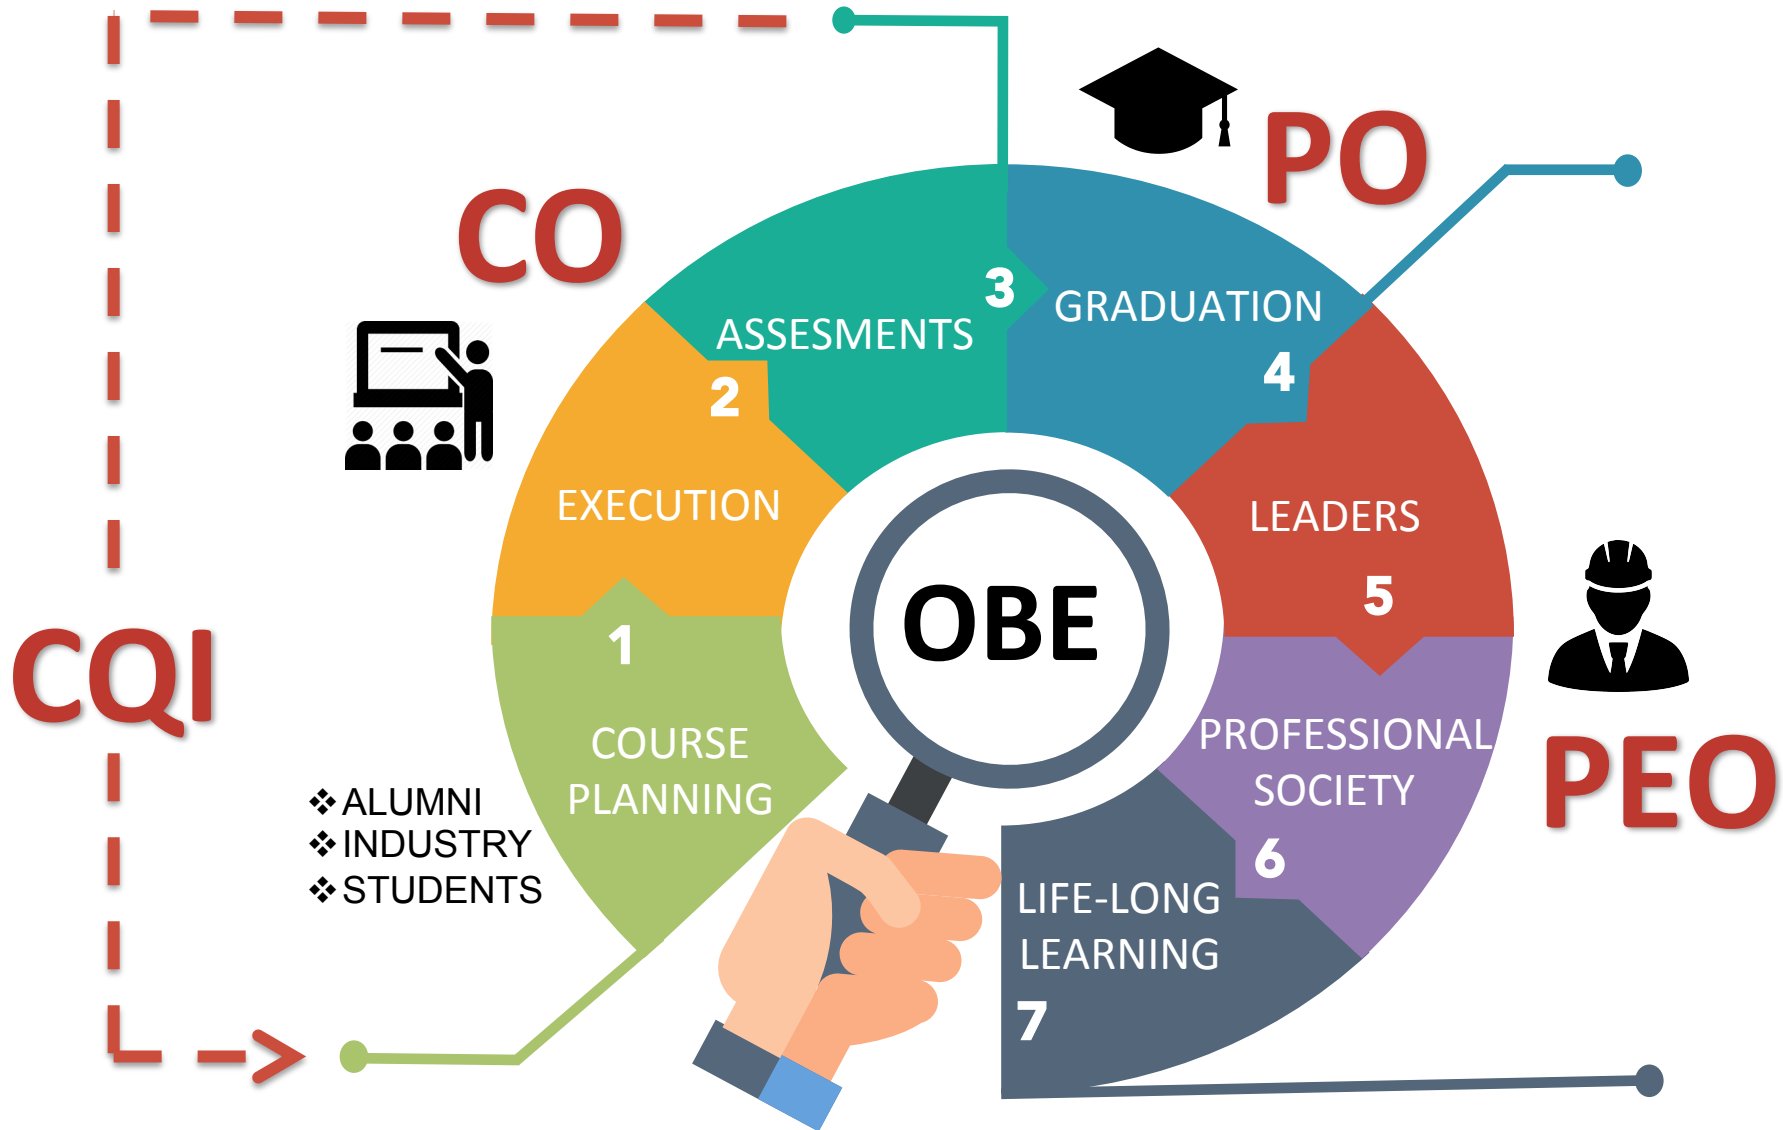 PO
CO
3
GRADUATION
ASSESMENTS
4
2
EXECUTION
LEADERS
5
OBE
1
CQI
PROFESSIONAL
SOCIETY
COURSE
PLANNING
PEO
❖ ALUMNI
❖ INDUSTRY
❖ STUDENTS
6
LIFE-LONG
LEARNING
7